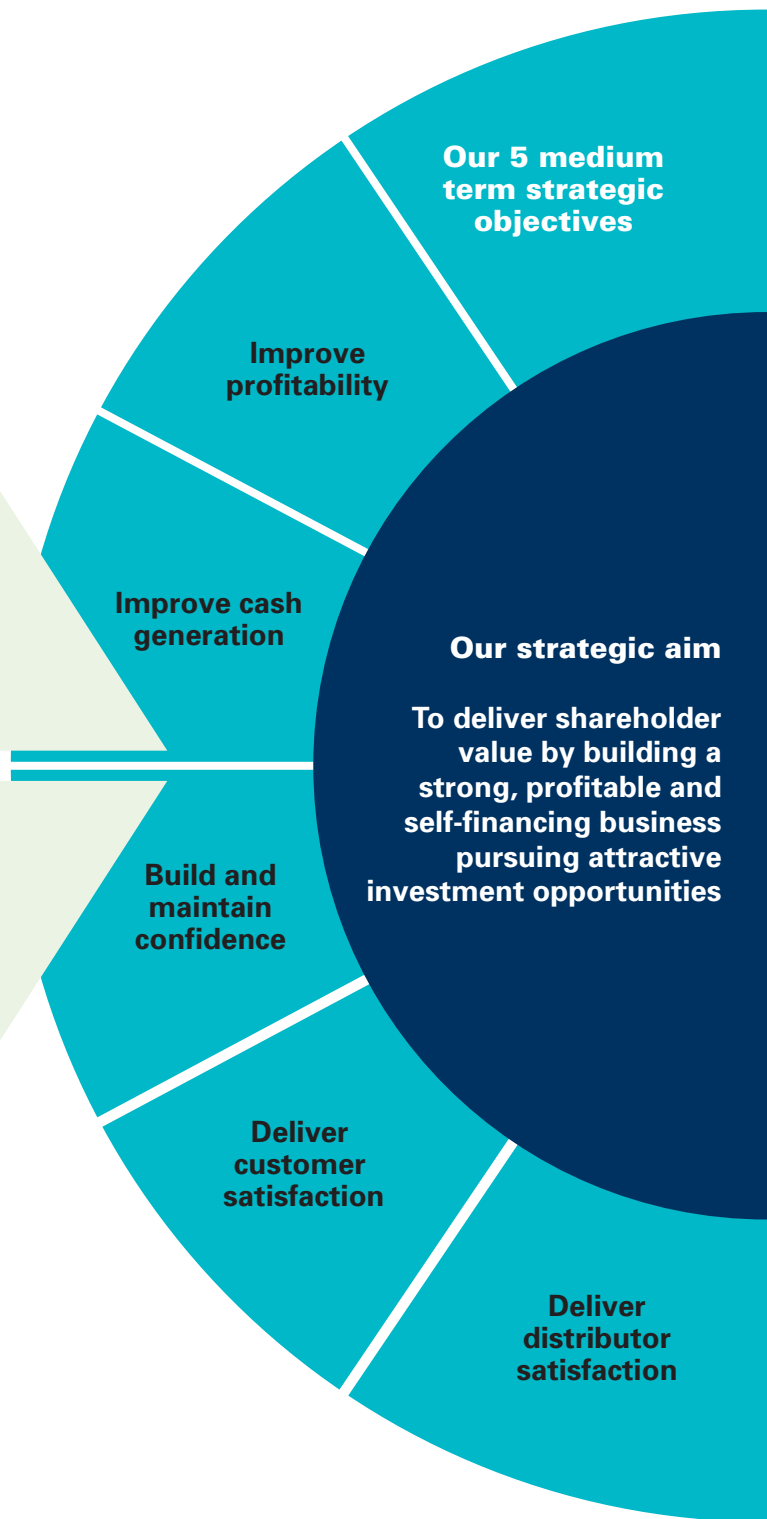 Our 5 medium
term strategic
objectives
Improve
profitability
Improve cash
generation
Our strategic aim
To deliver shareholder
value by building a
strong, profitable and
self-financing business
pursuing attractive
investment opportunities
Build and
maintain
confidence
Deliver
customer
satisfaction
Deliver
distributor
satisfaction